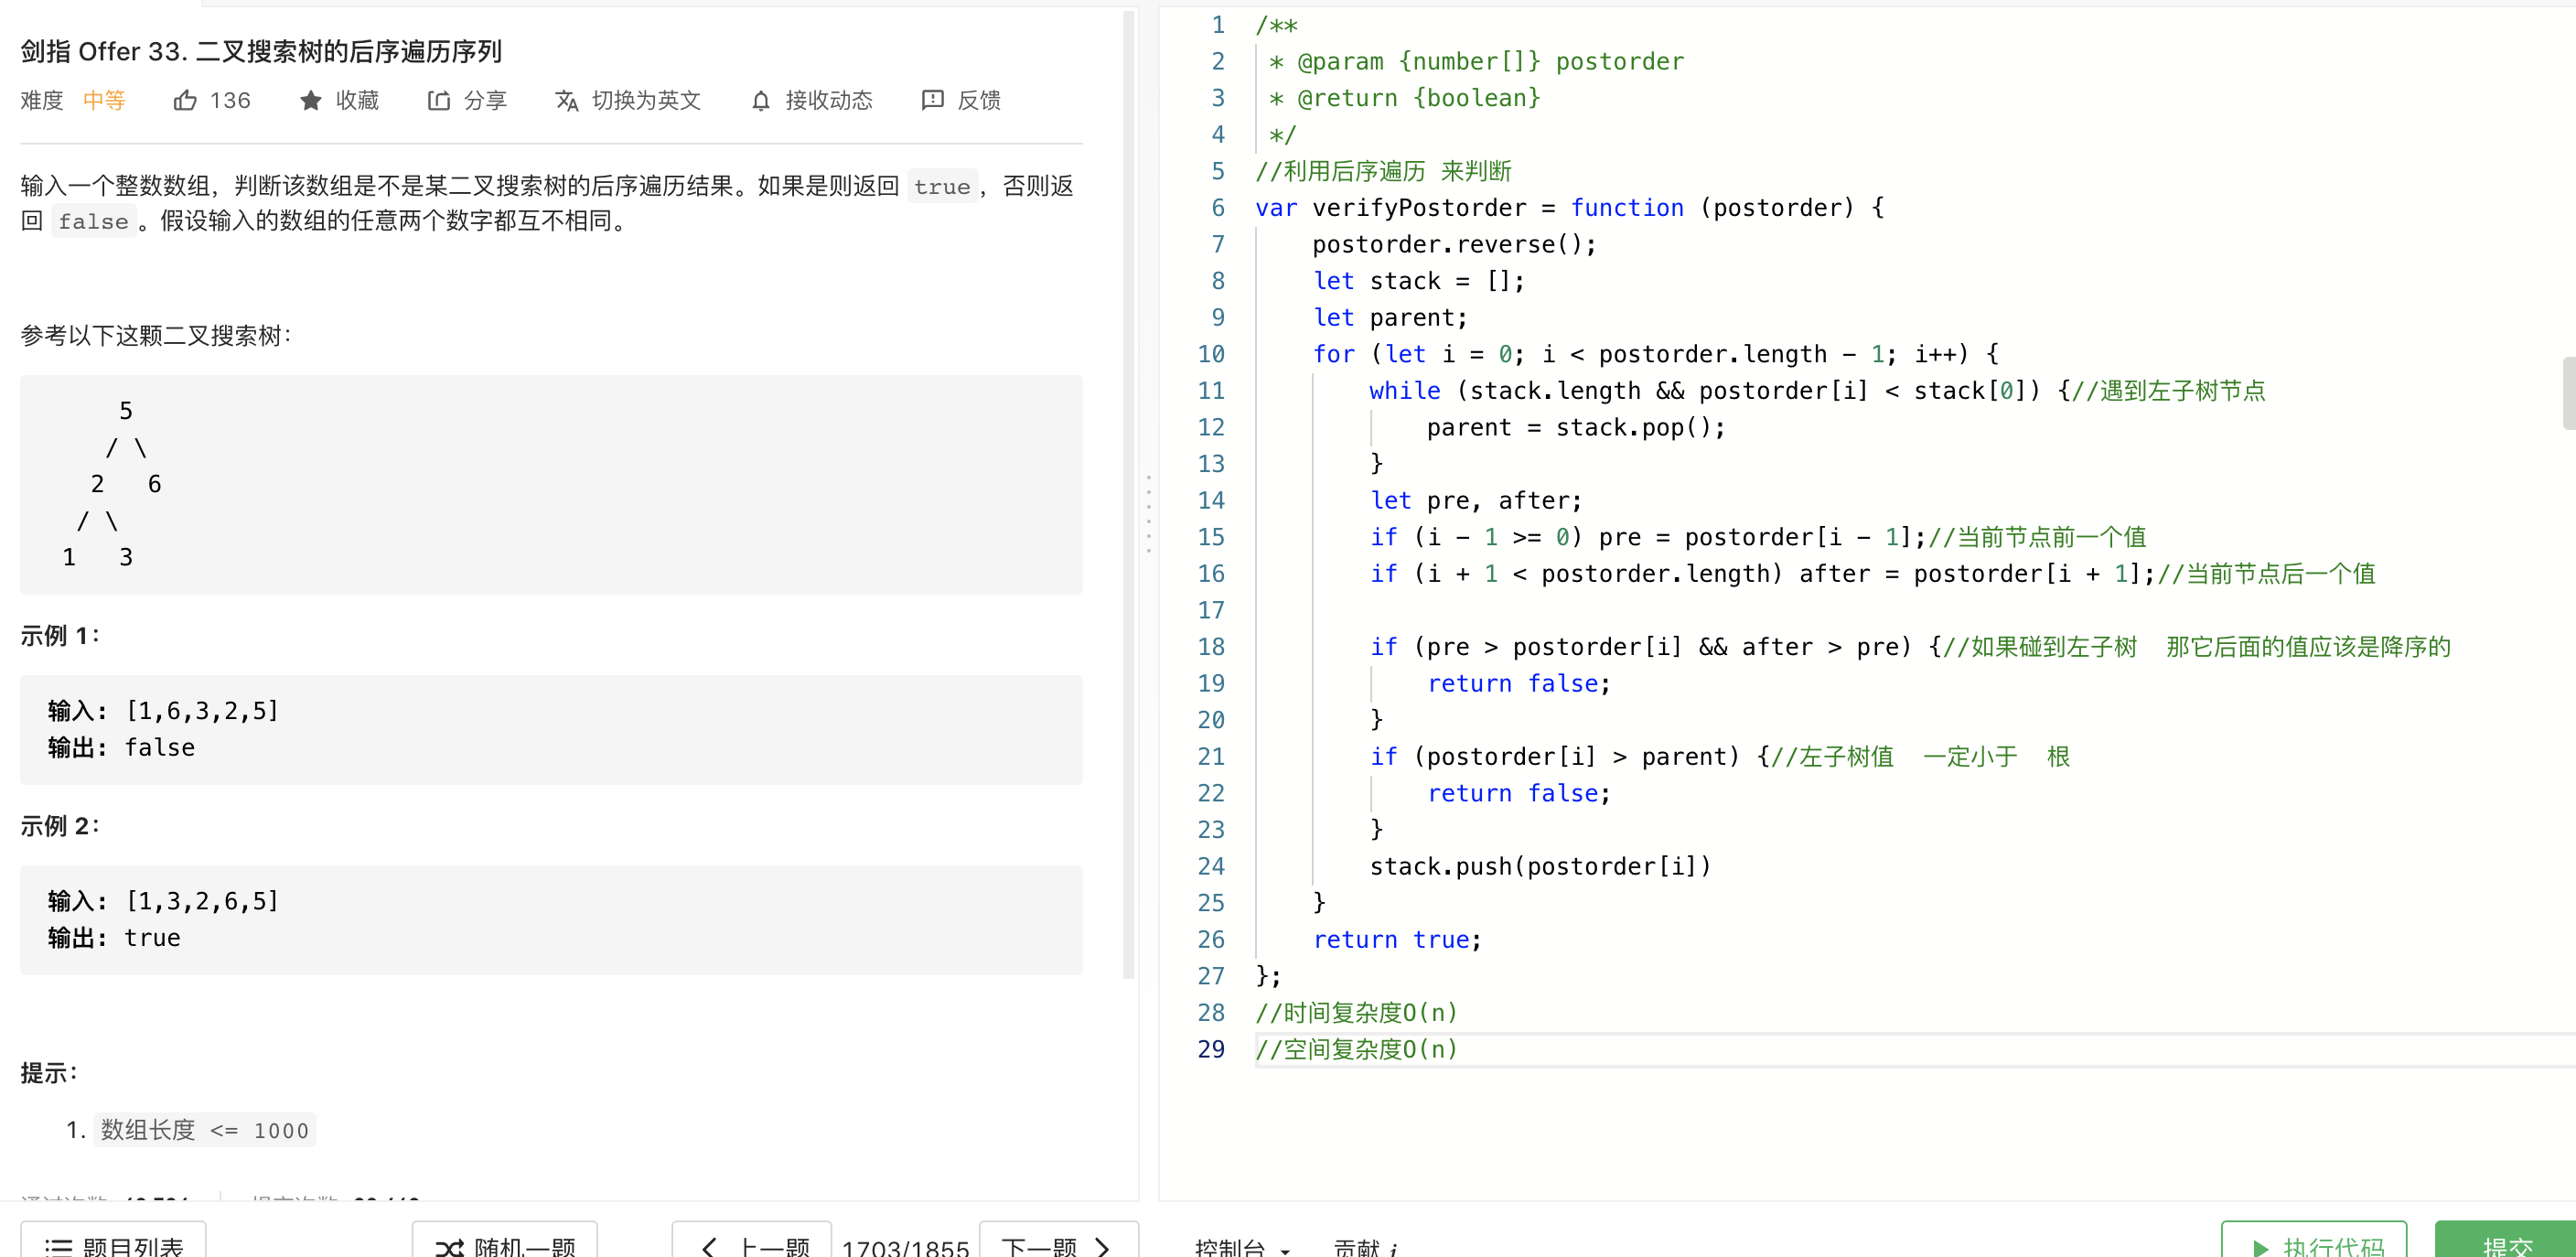 剑指 Offer 33. 二叉搜索树的后序遍历序列
难度 中等 136 收藏 分享 切换为英文 接收动态 反馈
输入一个整数数组，判断该数组是不是某二叉搜索树的后序遍历结果。如果是则返回 true，否则返
回 false。假设输入的数组的任意两个数字都互不相同。
参考以下这颗二叉搜索树：
5
/ \
2 6
/ \
1 3
示例 1：
输入: [1,6,3,2,5]
输出: false
示例 2：
输入: [1,3,2,6,5]
输出: true
提示：
1. 数组长度 <= 1000
题目列表 随机一题 上一题 1703/1855 下一题
1 /**
2 * @param {number[]} postorder
3 * @return {boolean}
4 */
5 //利用后序遍历 来判断
6 var verifyPostorder = function (postorder) {
7 postorder.reverse();
8 let stack = [];
9 let parent;
10 for (let i = 0; i < postorder.length - 1; i++) {
11 while (stack.length && postorder[i] < stack[0]) {//遇到左子树节点
12 parent = stack.pop();
13 }
14 let pre, after;
15 if (i - 1 >= 0) pre = postorder[i - 1];//当前节点前一个值
16 if (i + 1 < postorder.length) after = postorder[i + 1];//当前节点后一个值
17
18 if (pre > postorder[i] && after > pre) {//如果碰到左子树 那它后面的值应该是降序的
19 return false;
20 }
21 if (postorder[i] > parent) {//左子树值 一定小于 根
22 return false;
23 }
24 stack.push(postorder[i])
25 }
26 return true;
27 };
28 //时间复杂度O(n)
29 //空间复杂度O(n)
控制台 贡献 i 执行代码 提交